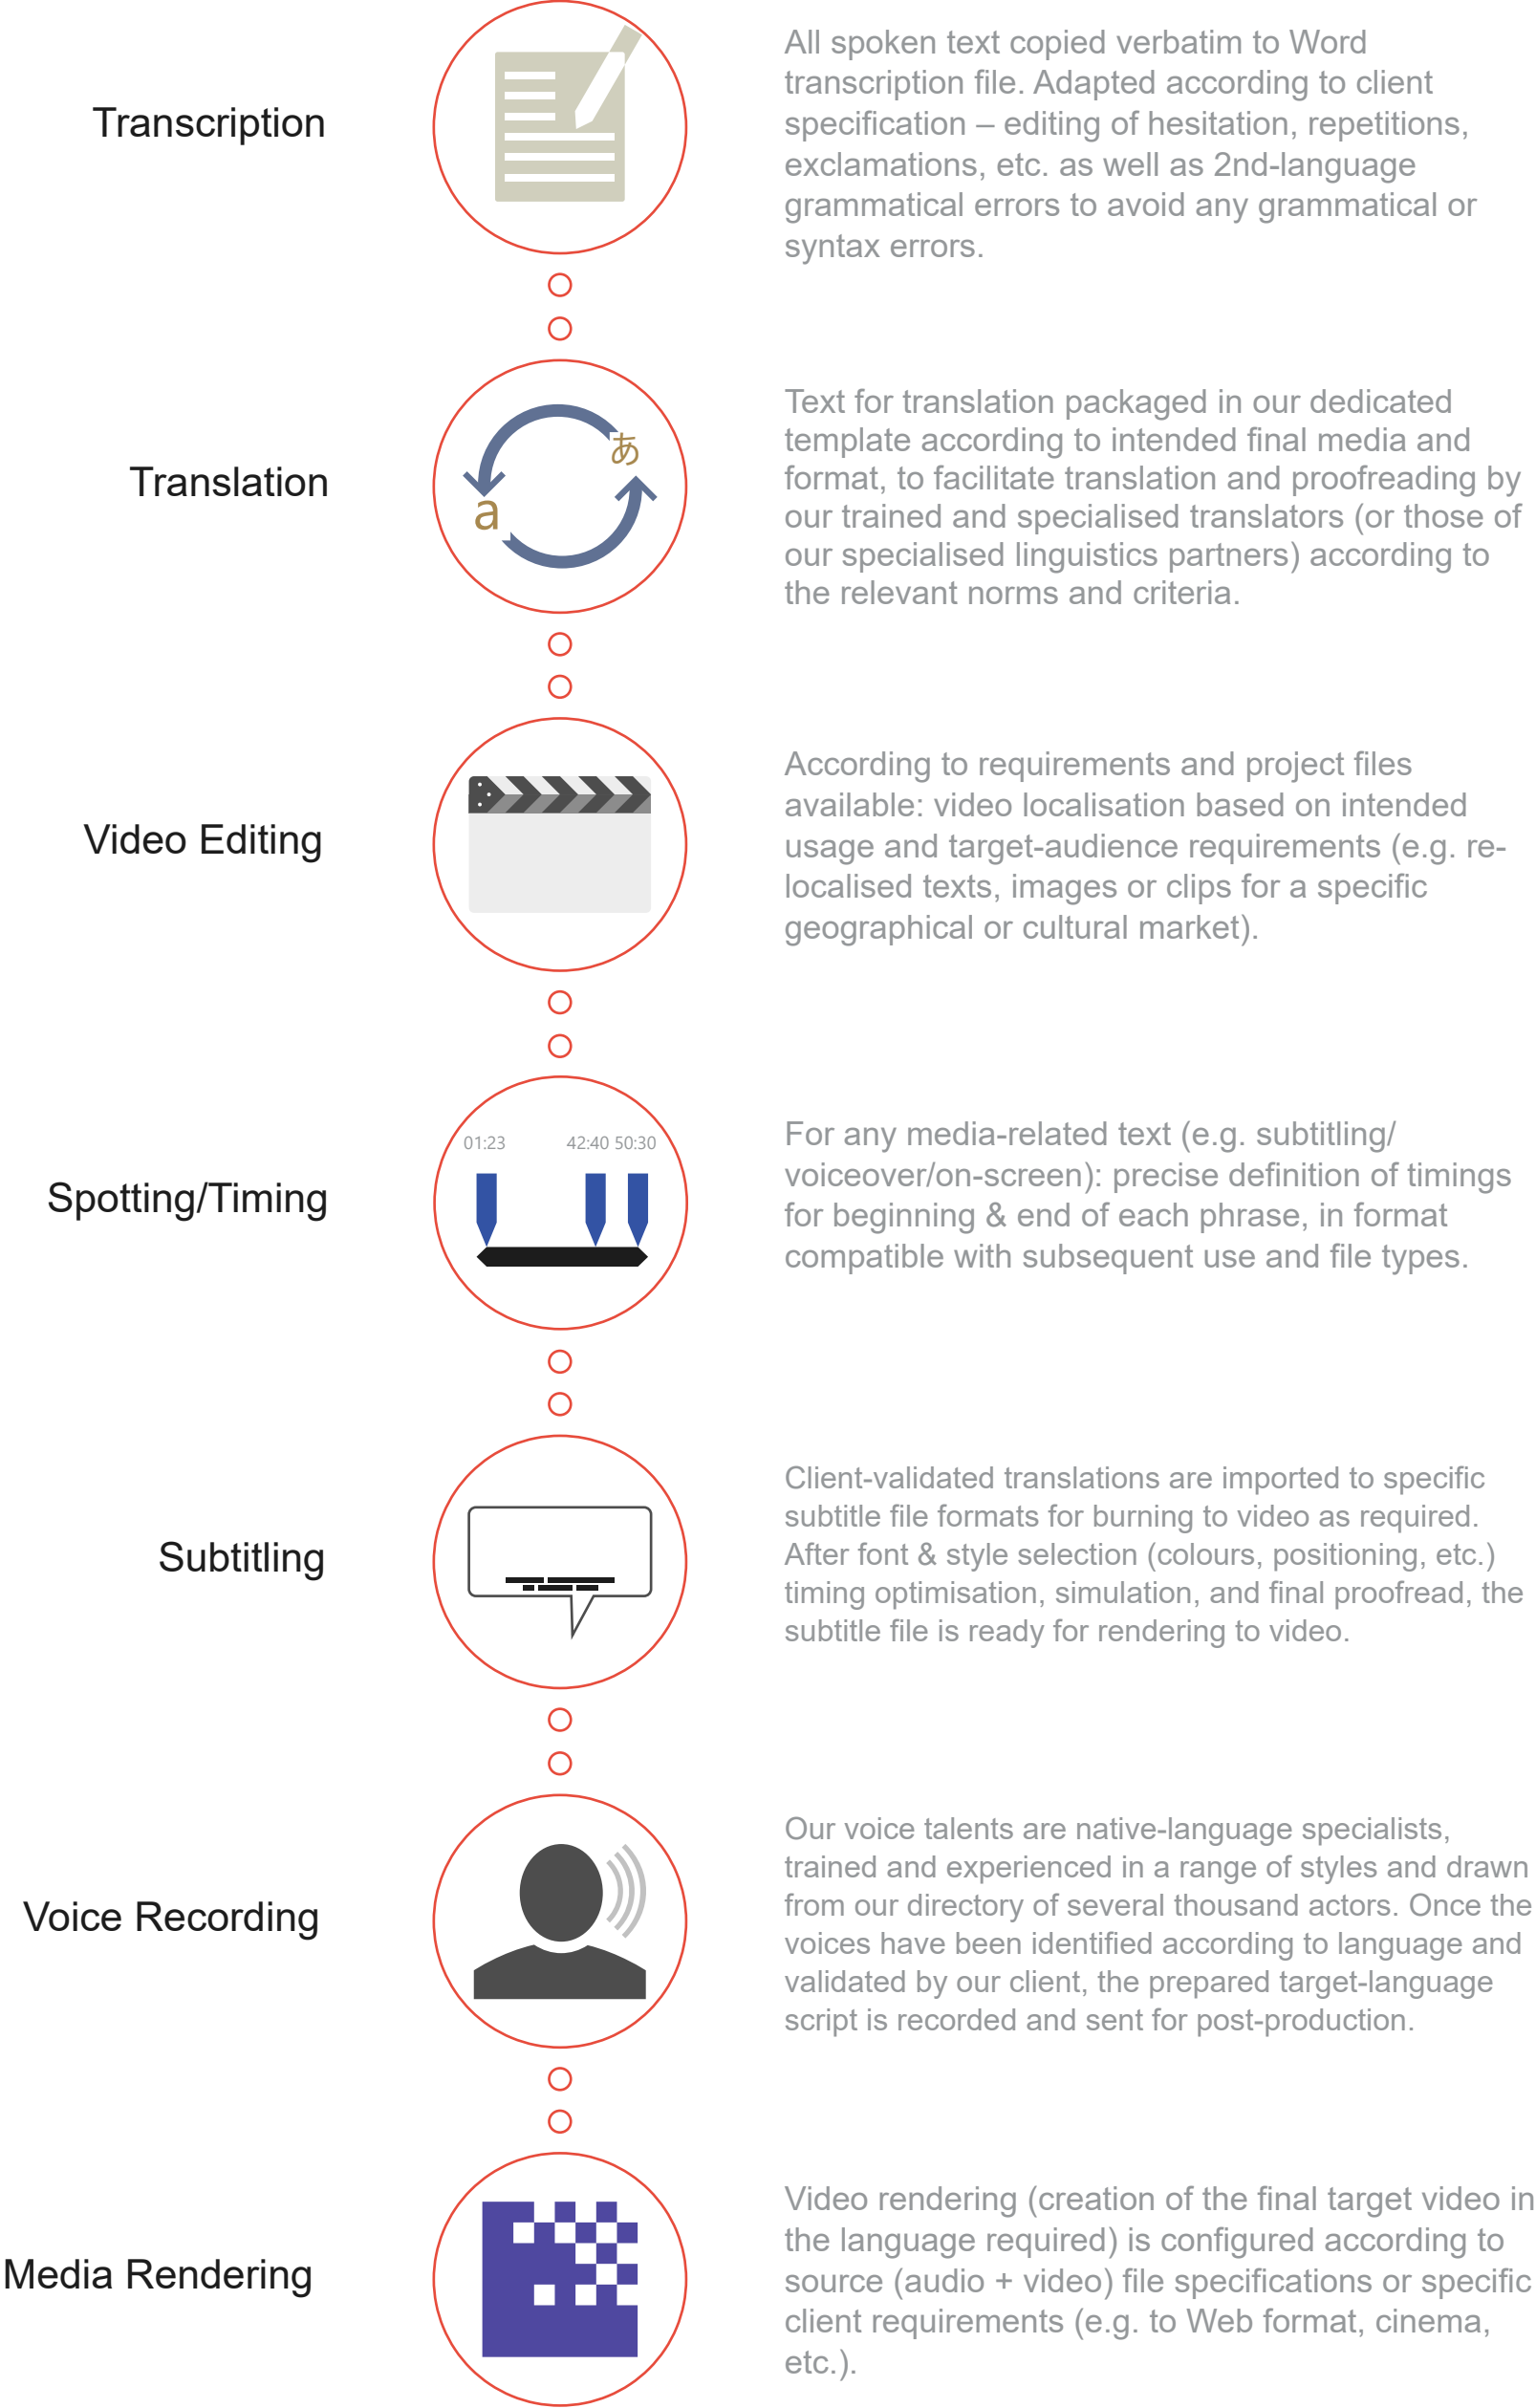 Transcription
All spoken text copied verbatim to Word
transcription file. Adapted according to client
specification – editing of hesitation, repetitions,
exclamations, etc. as well as 2nd-language
grammatical errors to avoid any grammatical or
syntax errors.
Translation
あ
a
Text for translation packaged in our dedicated
template according to intended final media and
format, to facilitate translation and proofreading by
our trained and specialised translators (or those of
our specialised linguistics partners) according to
the relevant norms and criteria.
Video Editing
According to requirements and project files
available: video localisation based on intended
usage and target-audience requirements (e.g. re-
localised texts, images or clips for a specific
geographical or cultural market).
Spotting/Timing
01:23 42:40 50:30
For any media-related text (e.g. subtitling/
voiceover/on-screen): precise definition of timings
for beginning & end of each phrase, in format
compatible with subsequent use and file types.
Subtitling
Client-validated translations are imported to specific
subtitle file formats for burning to video as required.
After font & style selection (colours, positioning, etc.)
timing optimisation, simulation, and final proofread, the
subtitle file is ready for rendering to video.
Voice Recording
Our voice talents are native-language specialists,
trained and experienced in a range of styles and drawn
from our directory of several thousand actors. Once the
voices have been identified according to language and
validated by our client, the prepared target-language
script is recorded and sent for post-production.
Media Rendering
Video rendering (creation of the final target video in
the language required) is configured according to
source (audio + video) file specifications or specific
client requirements (e.g. to Web format, cinema,
etc.).